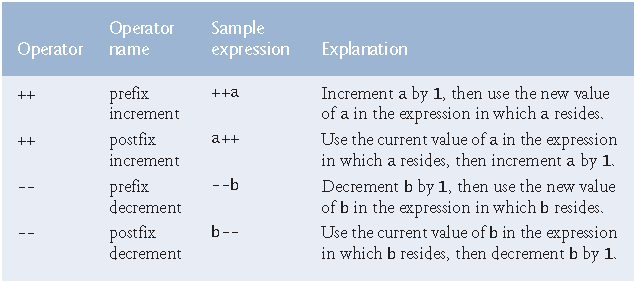 Operator Operator name Sample expression Explanation
++ prefix increment ++a Increment a by 1, then use the new value of a in the expression in which a resides.
++ postfix increment a++ Use the current value of a in the expression in which a resides, then increment a by 1.
-- prefix decrement --b Decrement b by 1, then use the new value of b in the expression in which b resides.
-- postfix decrement b-- Use the current value of b in the expression in which b resides, then decrement b by 1.